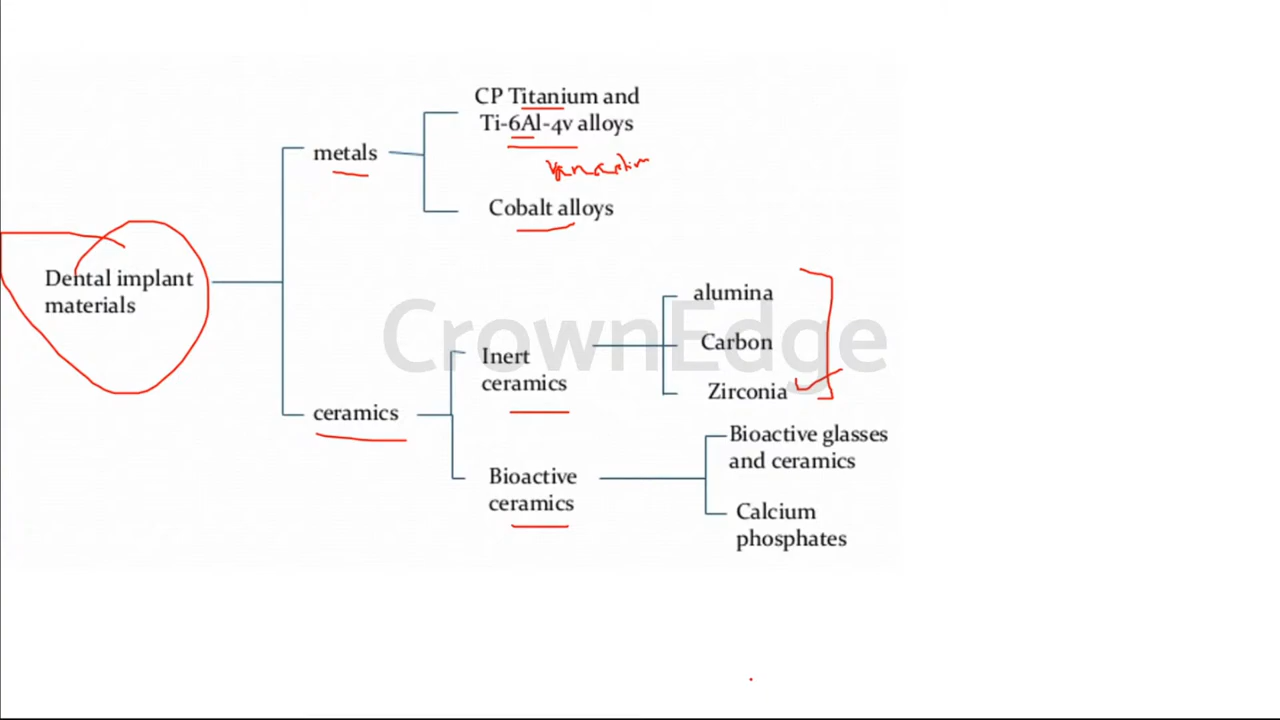 CP Titanium and
Ti-6Al-4v alloys
metals
Cobalt alloys
Dental implant
materials
alumina
Carbon
Zirconia
Inert
ceramics
ceramics
Bioactive glasses
and ceramics
Bioactive
ceramics
Calcium
phosphates
CrownEdge